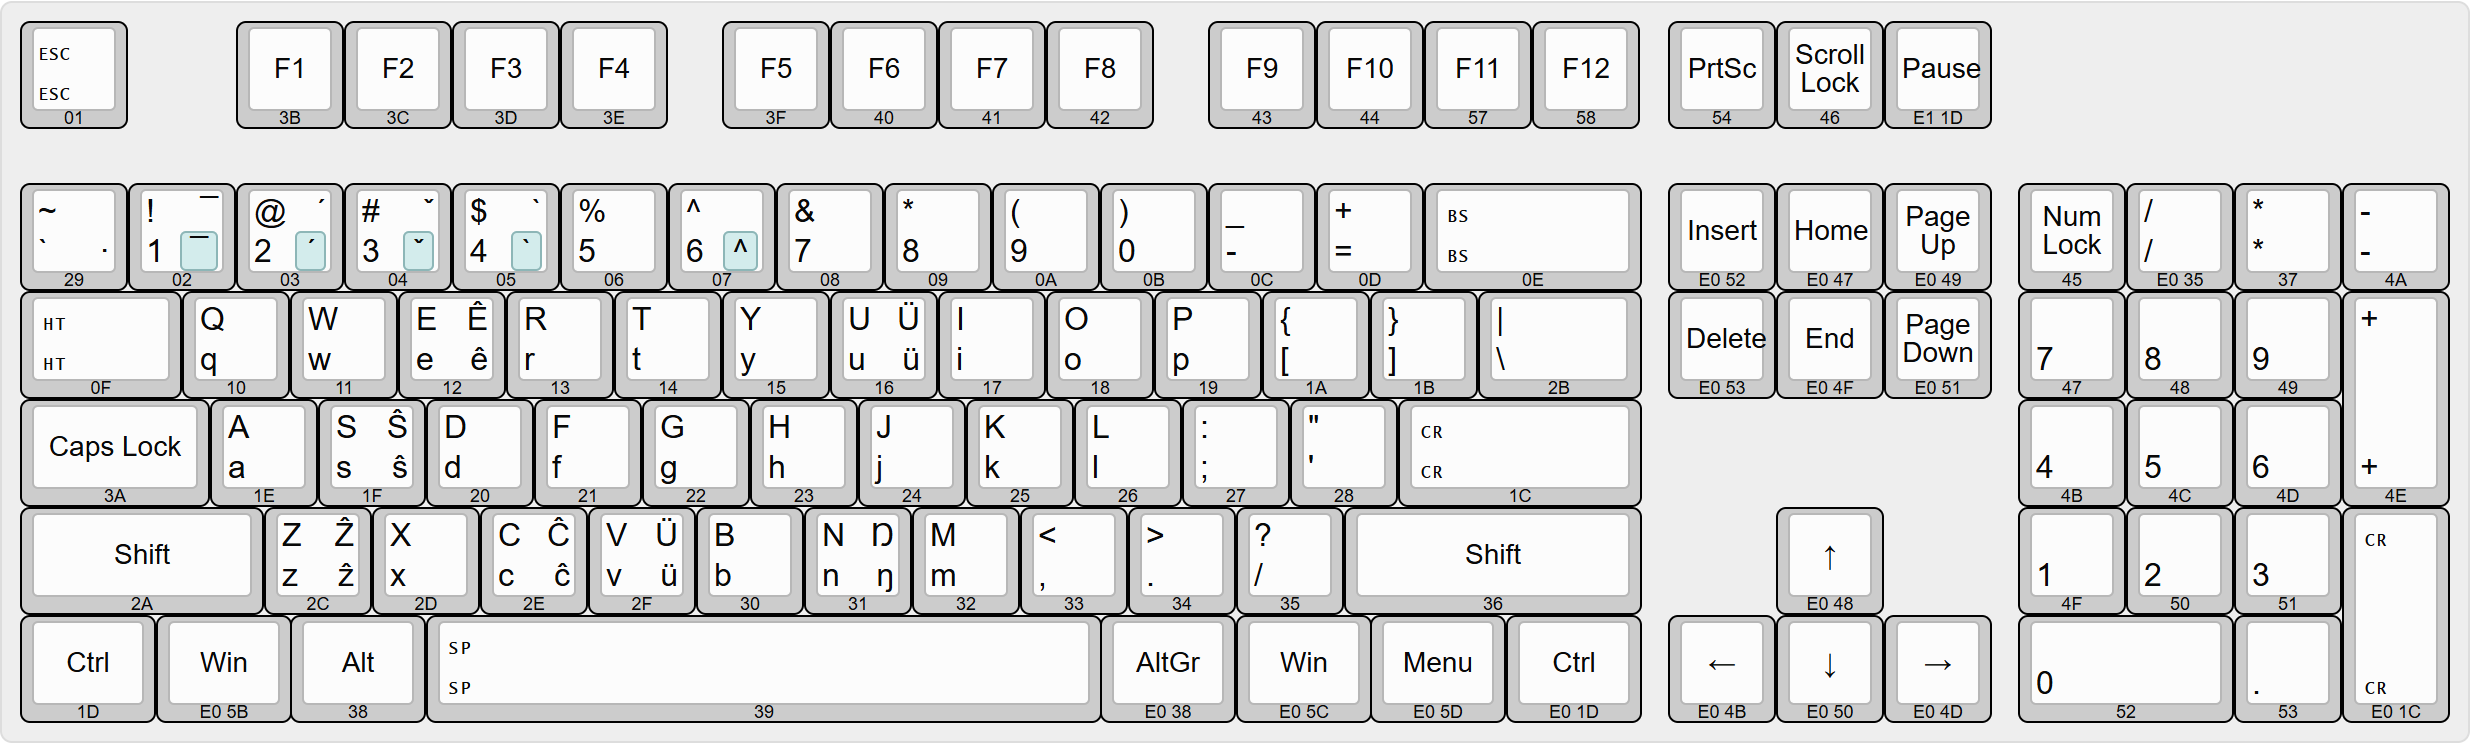 ESC
ESC
01
F1
3B
F2
3C
F3
3D
F4
3E
F5
3F
F6
40
F7
41
F8
42
F9
43
F10
44
F11
57
F12
58
PrtSc
54
Scroll
Lock
46
Pause
E1 1D
~
` ˙
29
! ¯
1 ¯
02
@ ´
2 ´
03
# ˇ
3 ˇ
04
$ `
4 `
05
%
5
06
^
6 ^
07
&
7
08
*
8
09
(
9
0A
)
0
0B
_
-
0C
+
=
0D
BS
BS
0E
Insert
E0 52
Home
E0 47
Page
Up
E0 49
Num
Lock
45
/
/
E0 35
*
*
37
-
-
4A
HT
HT
0F
Q
q
10
W
w
11
E Ê
e ê
12
R
r
13
T
t
14
Y
y
15
U Ü
u ü
16
I
i
17
O
o
18
P
p
19
{
[
1A
}
]
1B
|
\
2B
Delete
E0 53
End
E0 4F
Page
Down
E0 51
7
47
8
48
9
49
+
+
4E
Caps Lock
3A
A
a
1E
S Ŝ
s ŝ
1F
D
d
20
F
f
21
G
g
22
H
h
23
J
j
24
K
k
25
L
l
26
:
;
27
"
'
28
CR
CR
1C
4
4B
5
4C
6
4D
Shift
2A
Z Ẑ
z ẑ
2C
X
x
2D
C Ĉ
c ĉ
2E
V Ü
v ü
2F
B
b
30
N Ŋ
n ŋ
31
M
m
32
<
,
33
>
.
34
?
/
35
Shift
36
↑
E0 48
1
4F
2
50
3
51
CR
CR
E0 1C
Ctrl
1D
Win
E0 5B
Alt
38
SP
SP
39
AltGr
E0 38
Win
E0 5C
Menu
E0 5D
Ctrl
E0 1D
←
E0 4B
↓
E0 50
→
E0 4D
0
52
.
53